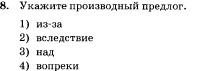 8. Укажите производный предлог.
1) из-за
2) вследствие
3) над
4) вопреки